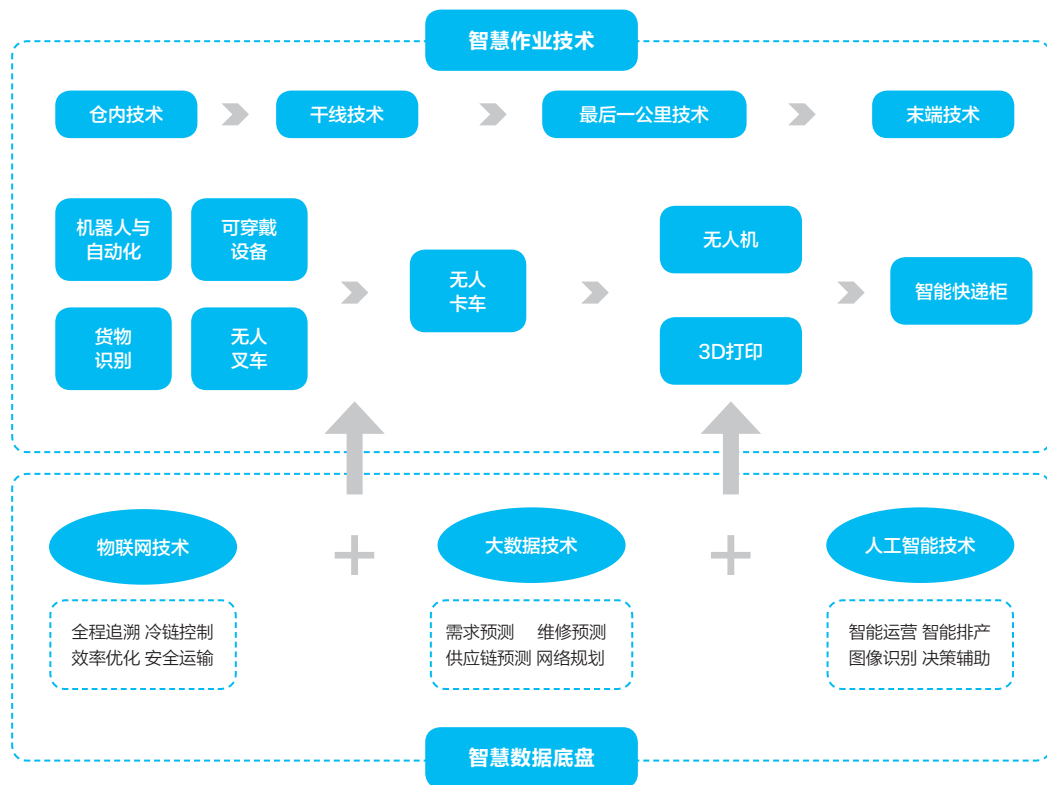 智慧作业技术
仓内技术
干线技术
最后一公里技术
末端技术
机器人与
自动化
可穿戴
设备
货物
识别
无人
叉车
无人
卡车
无人机
3D打印
智能快递柜
物联网技术
大数据技术
人工智能技术
全程追溯 冷链控制
效率优化 安全运输
需求预测 维修预测
供应链预测 网络规划
智能运营 智能排产
图像识别 决策辅助
智慧数据底盘